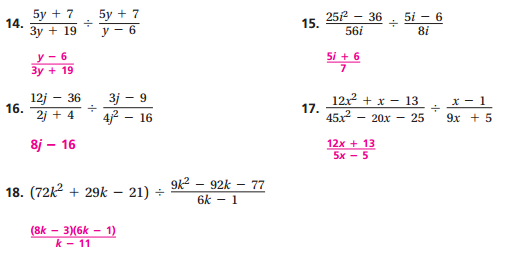 14. (5y + 7)/(3y + 19) ÷ (5y + 7)/(y − 6)
(y − 6)/(3y + 19)
15. (25i² − 36)/(56i) ÷ (5i − 6)/(8i)
(5i + 6)/7
16. (12j − 36)/(2j + 4) ÷ (3j − 9)/(4j² − 16)
8j − 16
17. (12x² + x − 13)/(45x² − 20x − 25) ÷ (x − 1)/(9x + 5)
(12x + 13)/(5x − 5)
18. (72k² + 29k − 21) ÷ (9k² − 92k − 77)/(6k − 1)
(8k − 3)(6k − 1)/(k − 11)